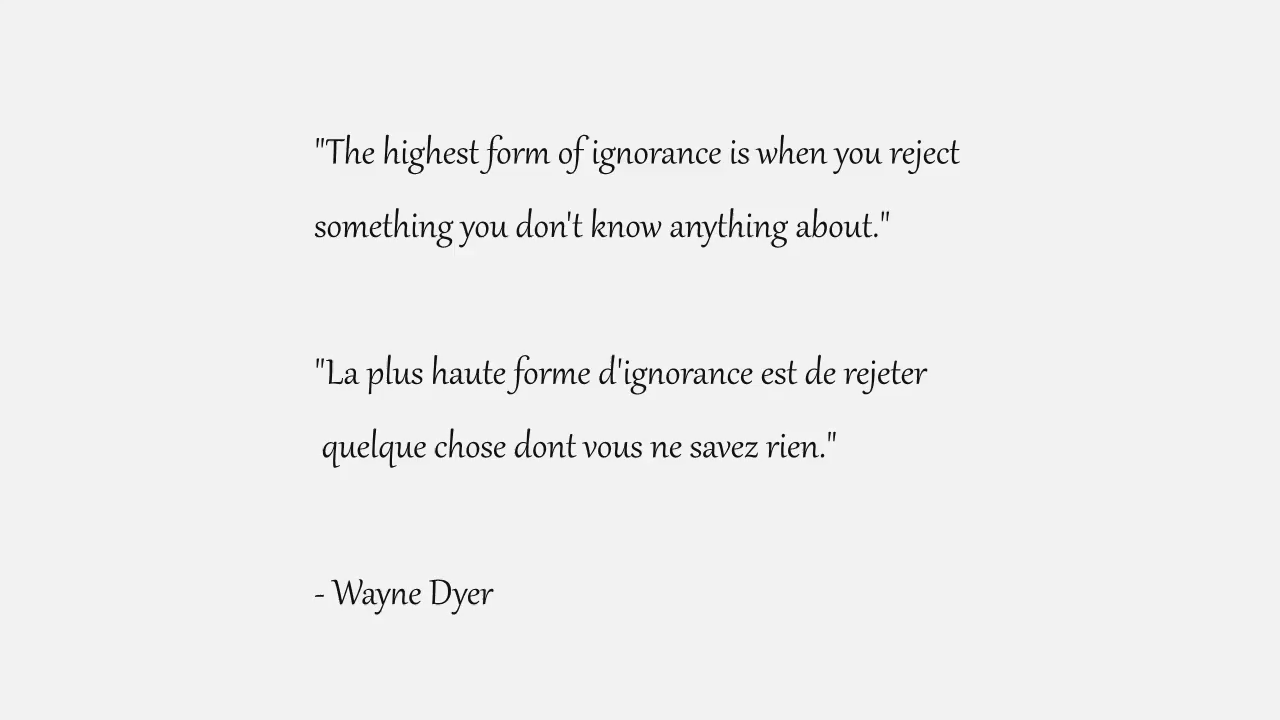 "The highest form of ignorance is when you reject
something you don't know anything about."
"La plus haute forme d'ignorance est de rejeter
quelque chose dont vous ne savez rien."
- Wayne Dyer